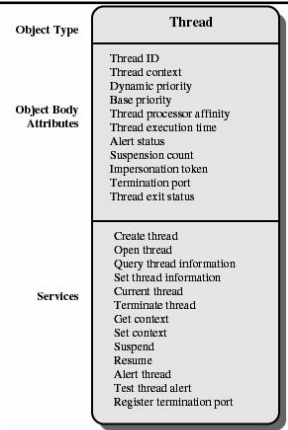 Object Type
Thread
Object Body
Attributes
Thread ID
Thread context
Dynamic priority
Base priority
Thread processor affinity
Thread execution time
Alert status
Suspension count
Impersonation token
Termination port
Thread exit status
Services
Create thread
Open thread
Query thread information
Set thread information
Current thread
Terminate thread
Get context
Set context
Suspend
Resume
Alert thread
Test thread alert
Register termination port